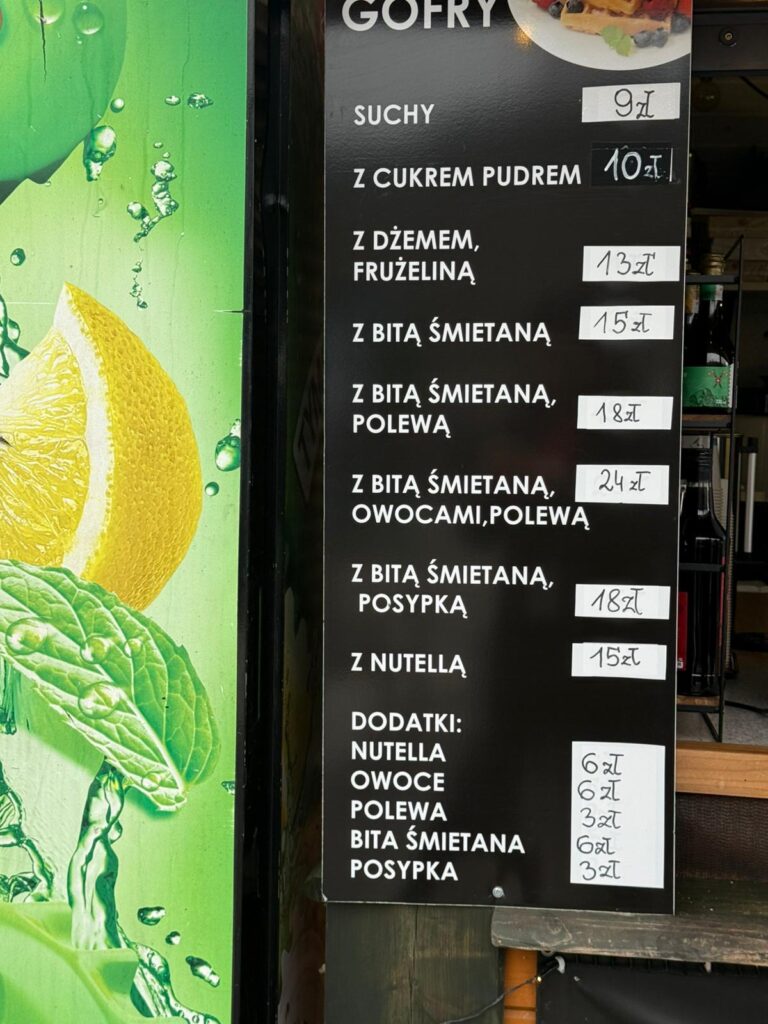 GOFRY
SUCHY 9zł
Z CUKREM PUDREM 10zł
Z DŻEMEM,
FRUŻELINĄ 13zł
Z BITĄ ŚMIETANĄ 15zł
Z BITĄ ŚMIETANĄ,
POLEWĄ 18zł
Z BITĄ ŚMIETANĄ, 24zł
OWOCAMI,POLEWĄ
Z BITĄ ŚMIETANĄ,
POSYPKĄ 18zł
Z NUTELLĄ 15zł
DODATKI:
NUTELLA 6zł
OWOCE 6zł
POLEWA 3zł
BITA ŚMIETANA 6zł
POSYPKA 3zł